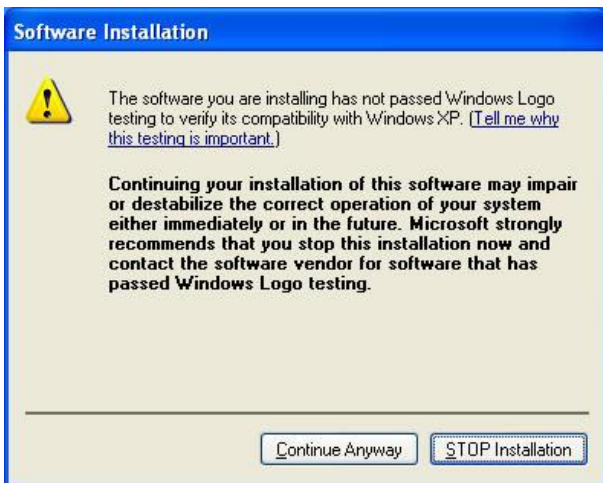 Software Installation
The software you are installing has not passed Windows Logo
testing to verify its compatibility with Windows XP. (Tell me why
this testing is important.)
Continuing your installation of this software may impair
or destabilize the correct operation of your system
either immediately or in the future. Microsoft strongly
recommends that you stop this installation now and
contact the software vendor for software that has
passed Windows Logo testing.
Continue Anyway STOP Installation